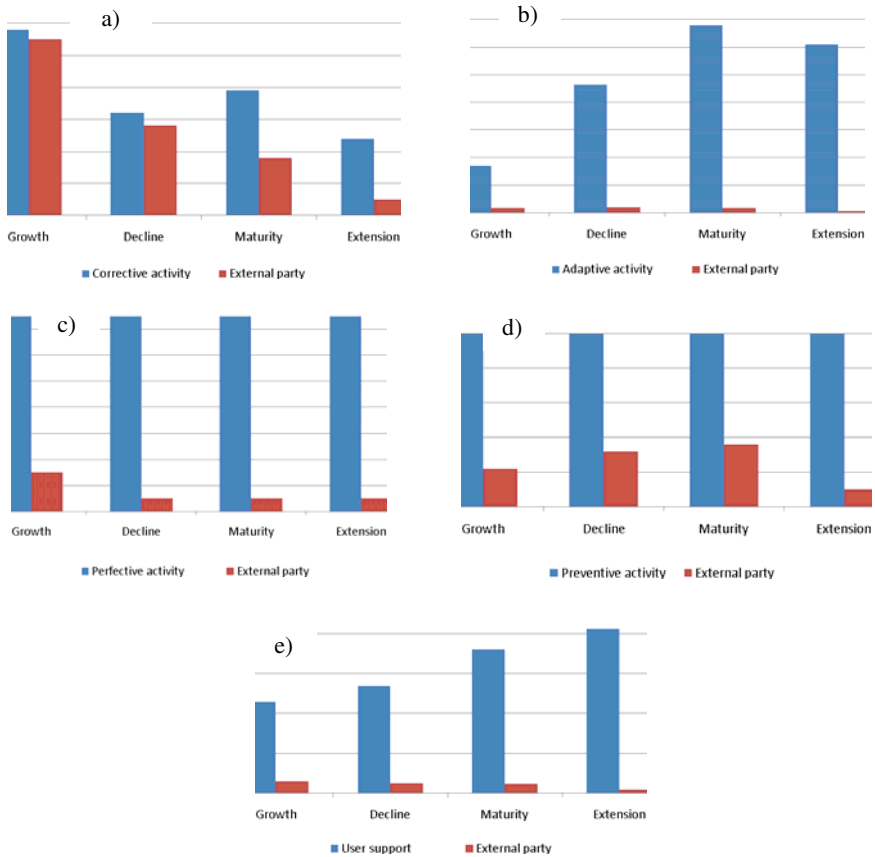 a)
Growth Decline Maturity Extension
Corrective activity External party
b)
Growth Decline Maturity Extension
Adaptive activity External party
c)
Growth Decline Maturity Extension
Perfective activity External party
d)
Growth Decline Maturity Extension
Preventive activity External party
e)
Growth Decline Maturity Extension
User support External party